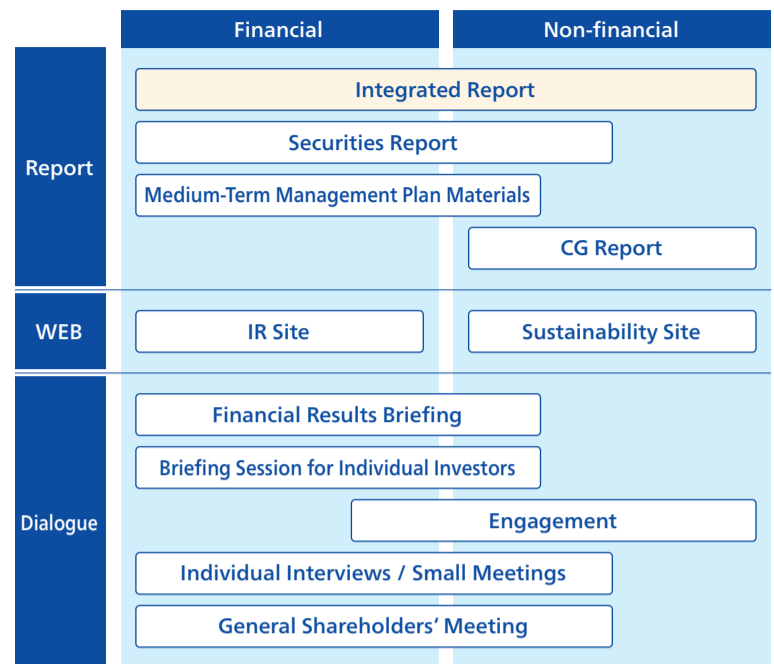 Financial
Non-financial
Report
Integrated Report
Securities Report
Medium-Term Management Plan Materials
CG Report
WEB
IR Site
Sustainability Site
Dialogue
Financial Results Briefing
Briefing Session for Individual Investors
Engagement
Individual Interviews / Small Meetings
General Shareholders‘ Meeting